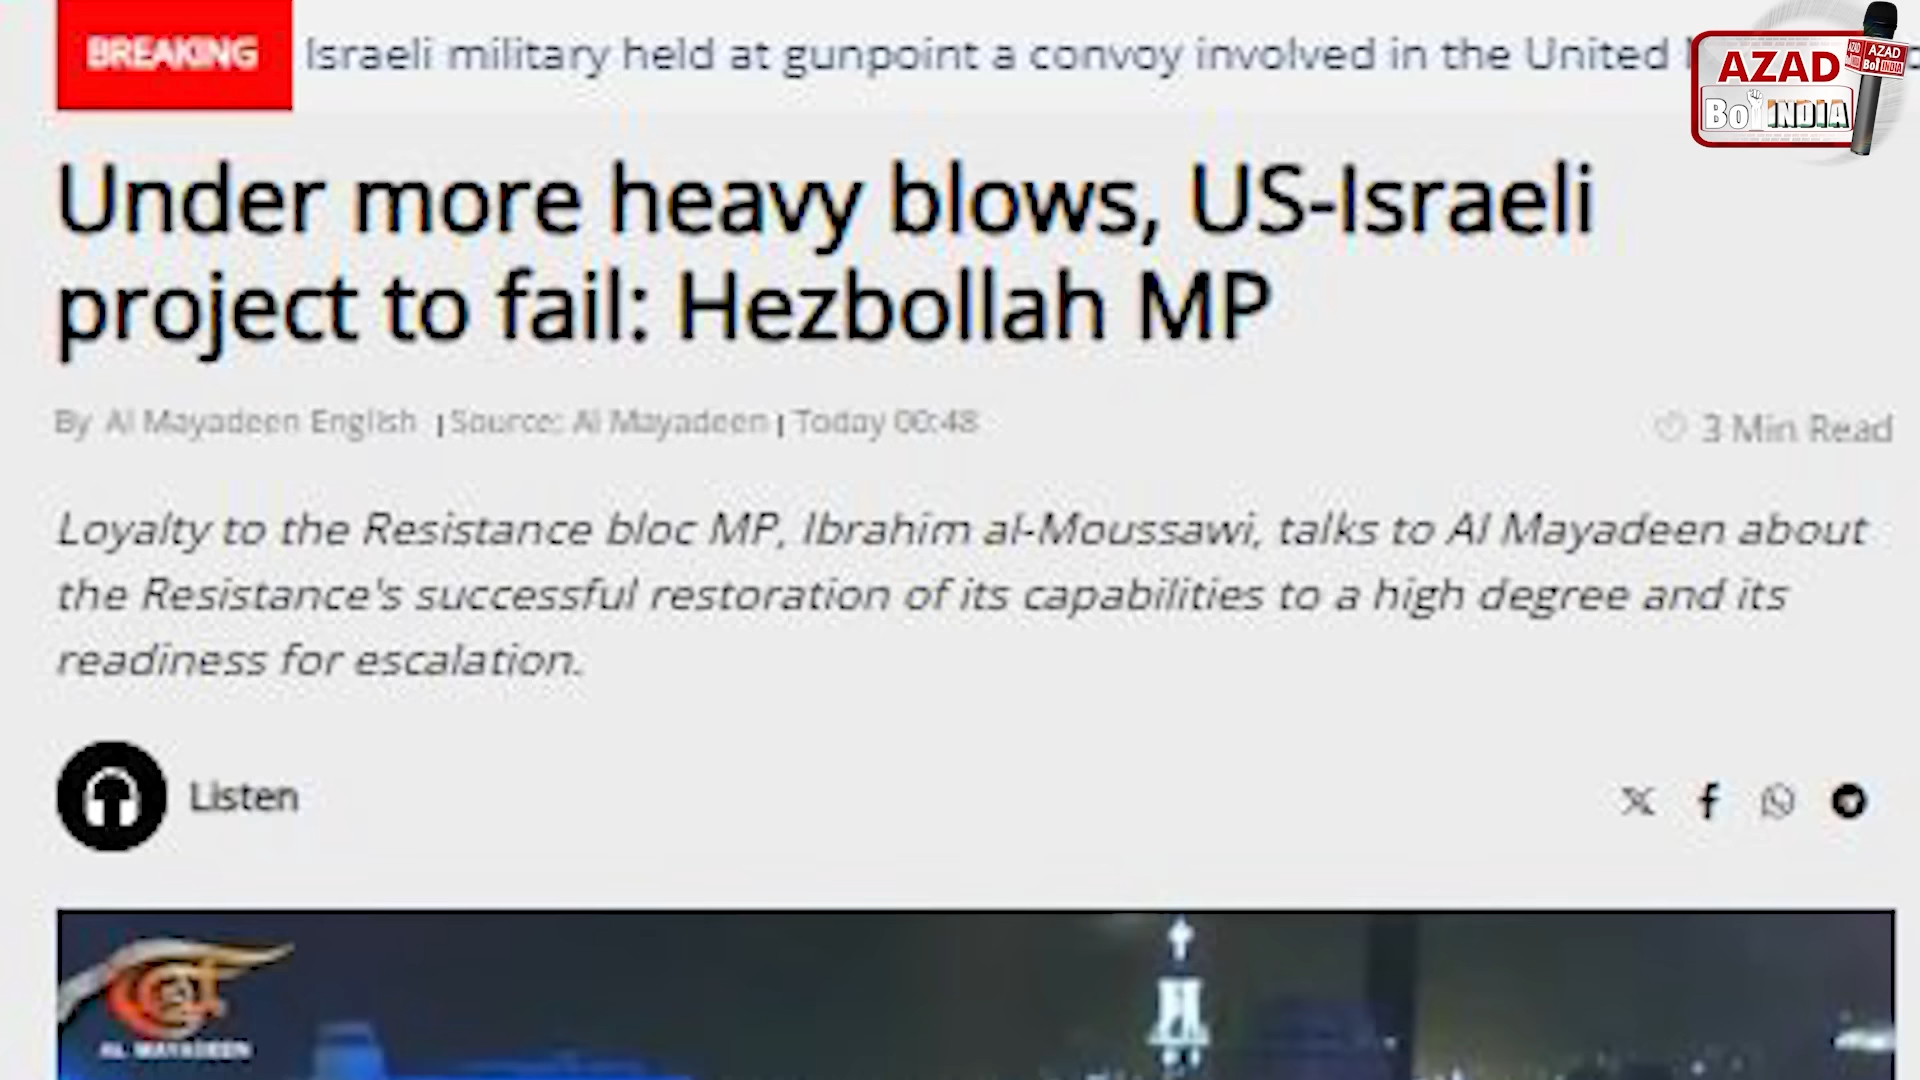 BREAKING Israeli military held at gunpoint a convoy involved in the United
AZAD
Bol INDIA
AZAD
Bol INDIA
Under more heavy blows, US-Israeli
project to fail: Hezbollah MP
By Al Mayadeen English | Source: Al Mayadeen | Today 00:48
3 Min Read
Loyalty to the Resistance bloc MP, Ibrahim al-Moussawi, talks to Al Mayadeen about
the Resistance's successful restoration of its capabilities to a high degree and its
readiness for escalation.
Listen
AL MAYADEEN